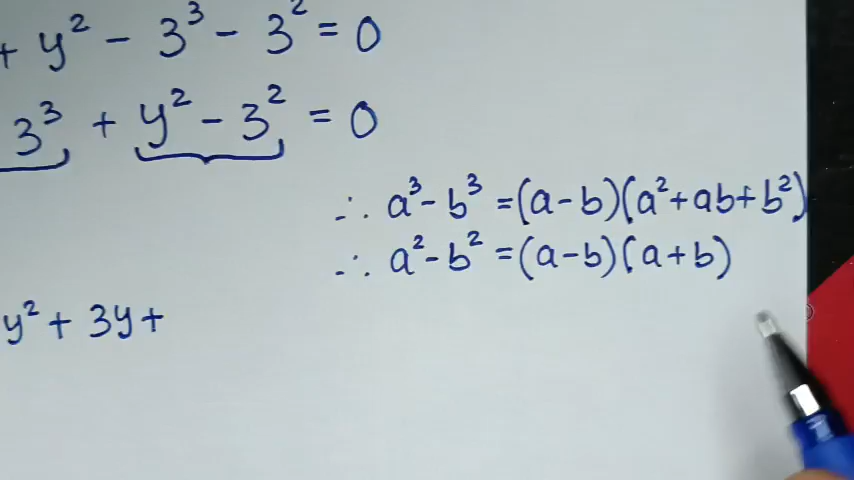 + y² - 3³ - 3² = 0
3³ + y² - 3² = 0
∴ a³ - b³ = (a - b)(a² + ab + b²)
∴ a² - b² = (a - b)(a + b)
y² + 3y +